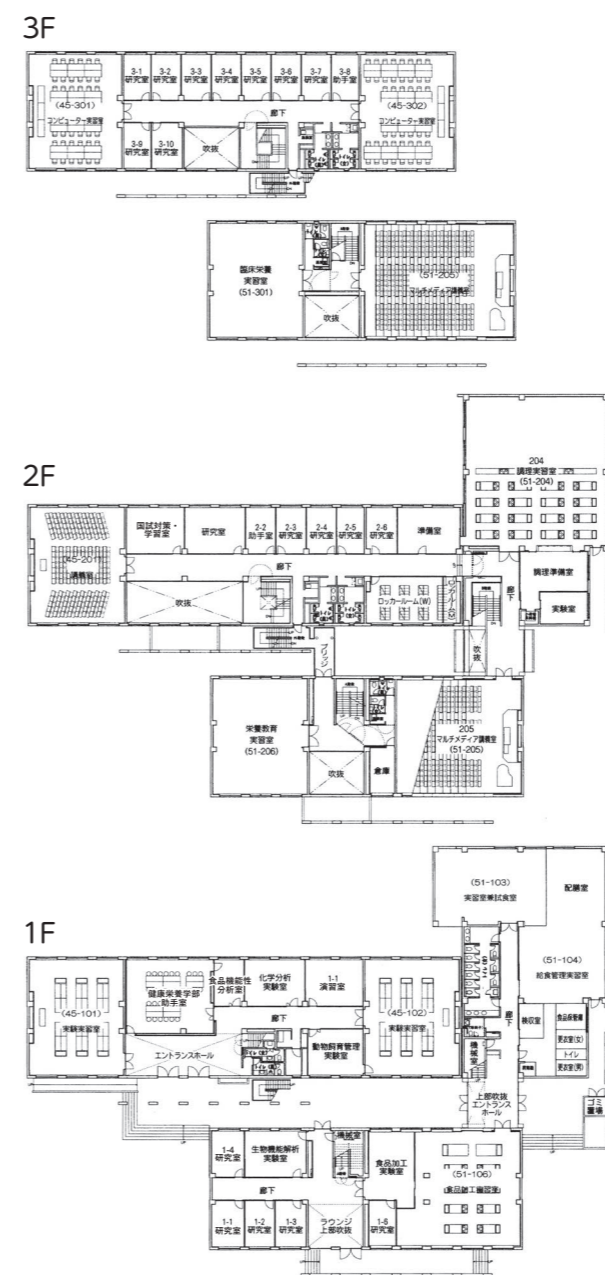 3F
(45-301)
コンピューター実習室
3-1
研究室
3-2
研究室
3-3
研究室
3-4
研究室
3-5
研究室
3-6
研究室
3-7
研究室
3-8
助手室
(45-302)
コンピューター実習室
廊下
3-9
研究室
3-10
研究室
吹抜
臨床栄養
実習室
(51-301)
吹抜
(51-205)
マルチメディア講義室
2F
204
調理実習室
(51-204)
(45-201)
講義室
国試対策・
学習室
研究室
2-2
助手室
2-3
研究室
2-4
研究室
2-5
研究室
2-6
研究室
準備室
廊下
吹抜
ロッカールーム(W)
廊下
調理準備室
実験室
吹抜
ブリッジ
栄養教育
実習室
(51-206)
吹抜
倉庫
205
マルチメディア講義室
(51-205)
1F
(51-103)
実習室兼試食室
配膳室
(51-104)
給食管理実習室
(45-101)
実験実習室
健康栄養学部
助手室
食品機能性
分析室
化学分析
実験室
1-1
演習室
(45-102)
実験実習室
廊下
エントランスホール
動物飼育管理
実験室
廊下
検収室
食品保管庫
更衣室(女)
トイレ
更衣室(男)
機械室
上部吹抜
エントランス
ホール
ゴミ
置場
1-4
研究室
生物機能解析
実験室
機械室
食品加工
実験室
(51-106)
食品加工実習室
廊下
1-1
研究室
1-2
研究室
1-3
研究室
ラウンジ
上部吹抜
1-6
研究室